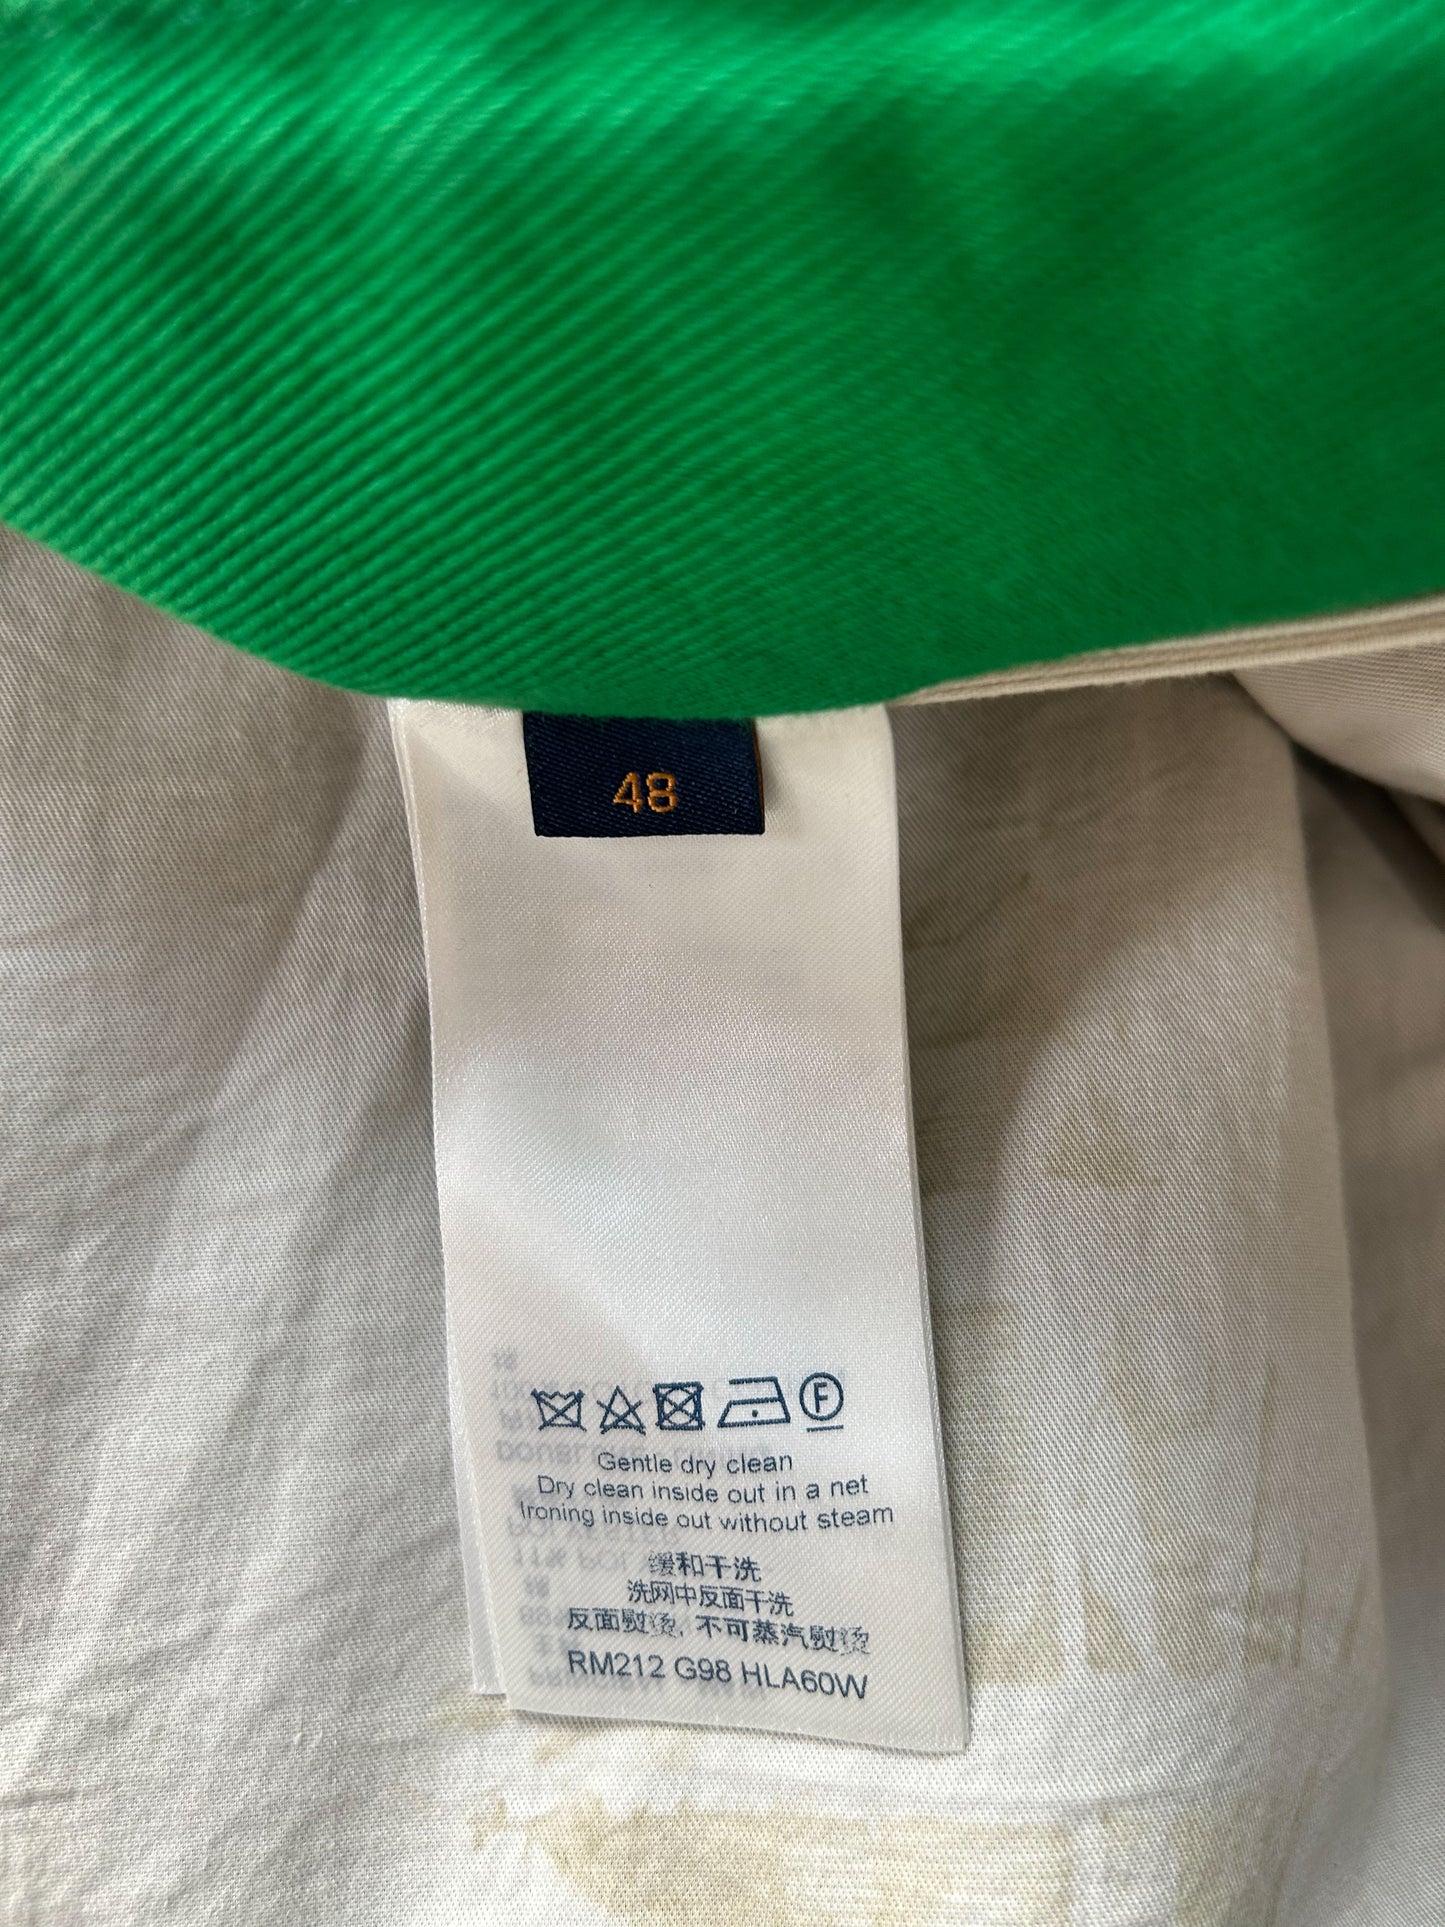 48
F
Gentle dry clean
Dry clean inside out in a net
Ironing inside out without steam
缓和干洗
洗网中反面干洗
反面熨烫, 不可蒸汽熨烫
RM212 G98 HLA60W